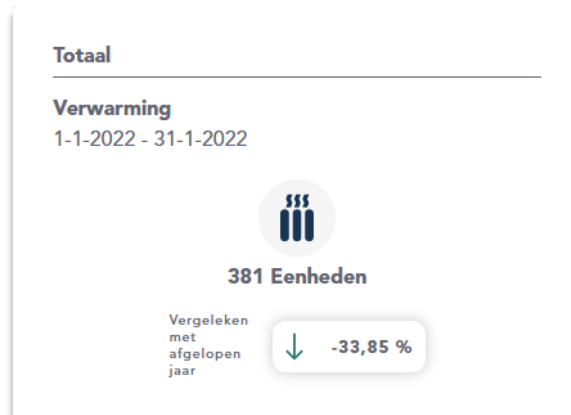 Totaal
Verwarming
1-1-2022 - 31-1-2022
381 Eenheden
Vergeleken
met
afgelopen
jaar
-33,85 %